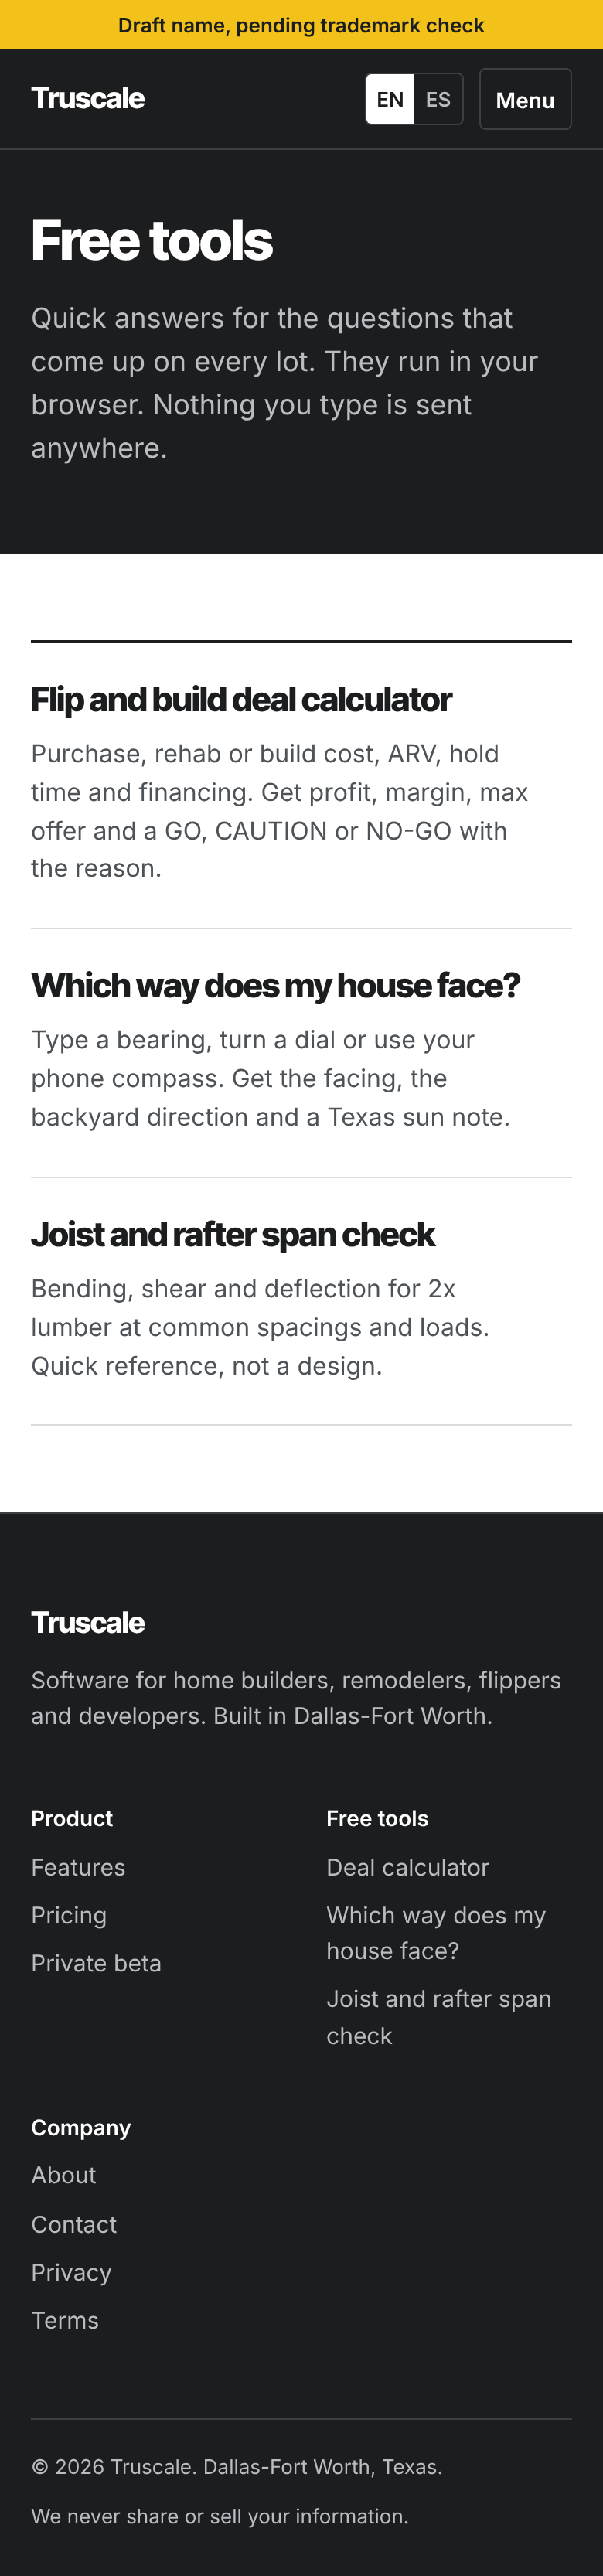 Draft name, pending trademark check
Truscale
EN
ES
Menu
Free tools
Quick answers for the questions that
come up on every lot. They run in your
browser. Nothing you type is sent
anywhere.
Flip and build deal calculator
Purchase, rehab or build cost, ARV, hold
time and financing. Get profit, margin, max
offer and a GO, CAUTION or NO-GO with
the reason.
Which way does my house face?
Type a bearing, turn a dial or use your
phone compass. Get the facing, the
backyard direction and a Texas sun note.
Joist and rafter span check
Bending, shear and deflection for 2x
lumber at common spacings and loads.
Quick reference, not a design.
Truscale
Software for home builders, remodelers, flippers
and developers. Built in Dallas-Fort Worth.
Product
Features
Pricing
Private beta
Free tools
Deal calculator
Which way does my
house face?
Joist and rafter span
check
Company
About
Contact
Privacy
Terms
© 2026 Truscale. Dallas-Fort Worth, Texas.
We never share or sell your information.